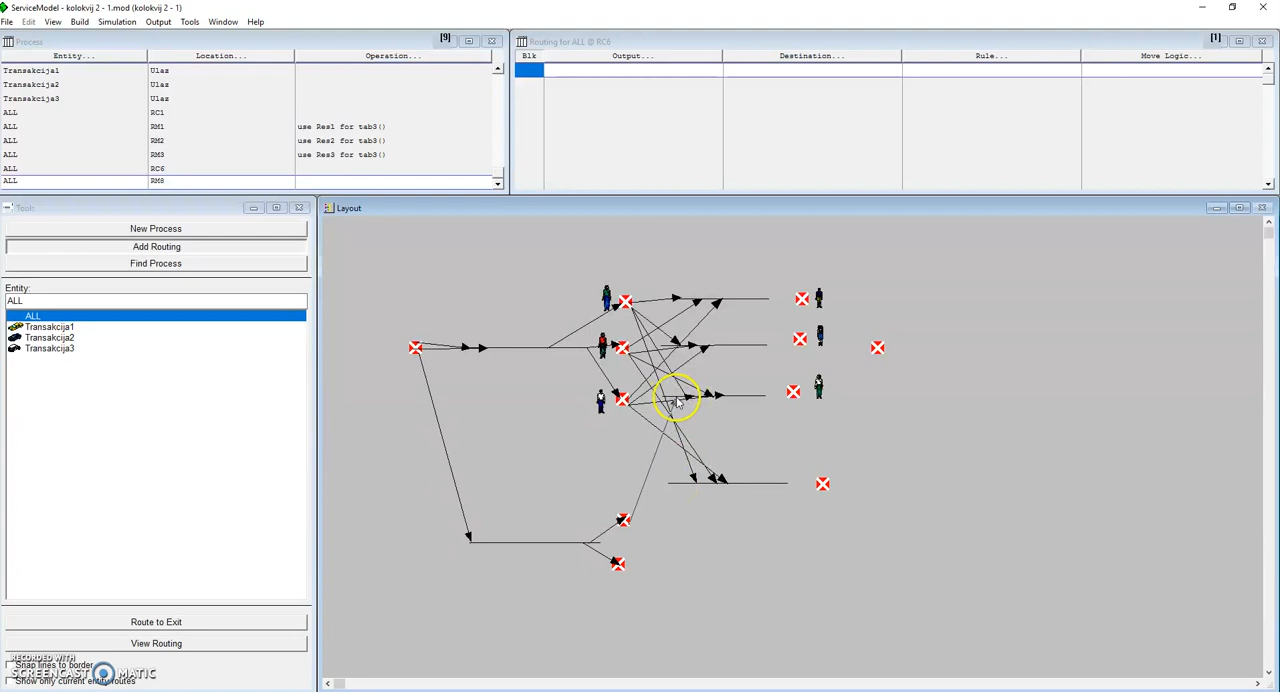 ServiceModel - kolokvij 2 - 1.mod (kolokvij 2 - 1)
File Edit View Build Simulation Output Tools Window Help
Process [9]
Entity... Location... Operation...
Transakcija1 Ulaz
Transakcija2 Ulaz
Transakcija3 Ulaz
ALL RC1
ALL RM1 use Res1 for tab3()
ALL RM2 use Res2 for tab3()
ALL RM3 use Res3 for tab3()
ALL RC6
ALL RM8
Routing for ALL @ RC6 [1]
Blk Output... Destination... Rule... Move Logic...
Tools
New Process
Add Routing
Find Process
Entity:
ALL
ALL
Transakcija1
Transakcija2
Transakcija3
Route to Exit
View Routing
Snap lines to border
Show only current entity routes
RECORDED WITH
SCREENCAST MATIC
Layout